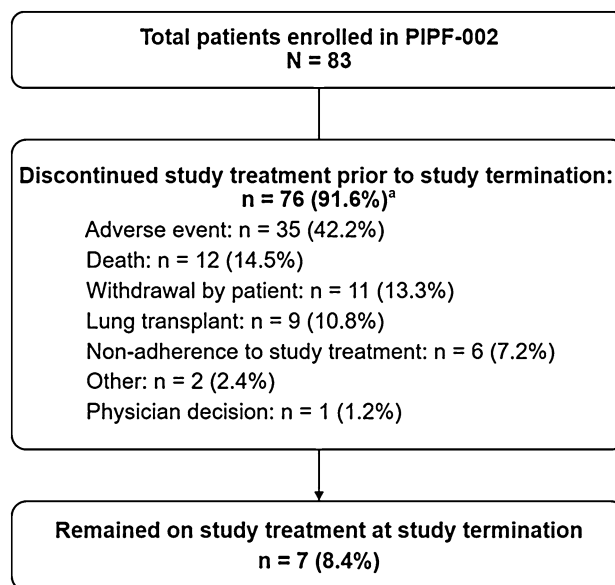 Total patients enrolled in PIPF-002
N = 83
Discontinued study treatment prior to study termination:
n = 76 (91.6%)ᵃ
Adverse event: n = 35 (42.2%)
Death: n = 12 (14.5%)
Withdrawal by patient: n = 11 (13.3%)
Lung transplant: n = 9 (10.8%)
Non-adherence to study treatment: n = 6 (7.2%)
Other: n = 2 (2.4%)
Physician decision: n = 1 (1.2%)
Remained on study treatment at study termination
n = 7 (8.4%)